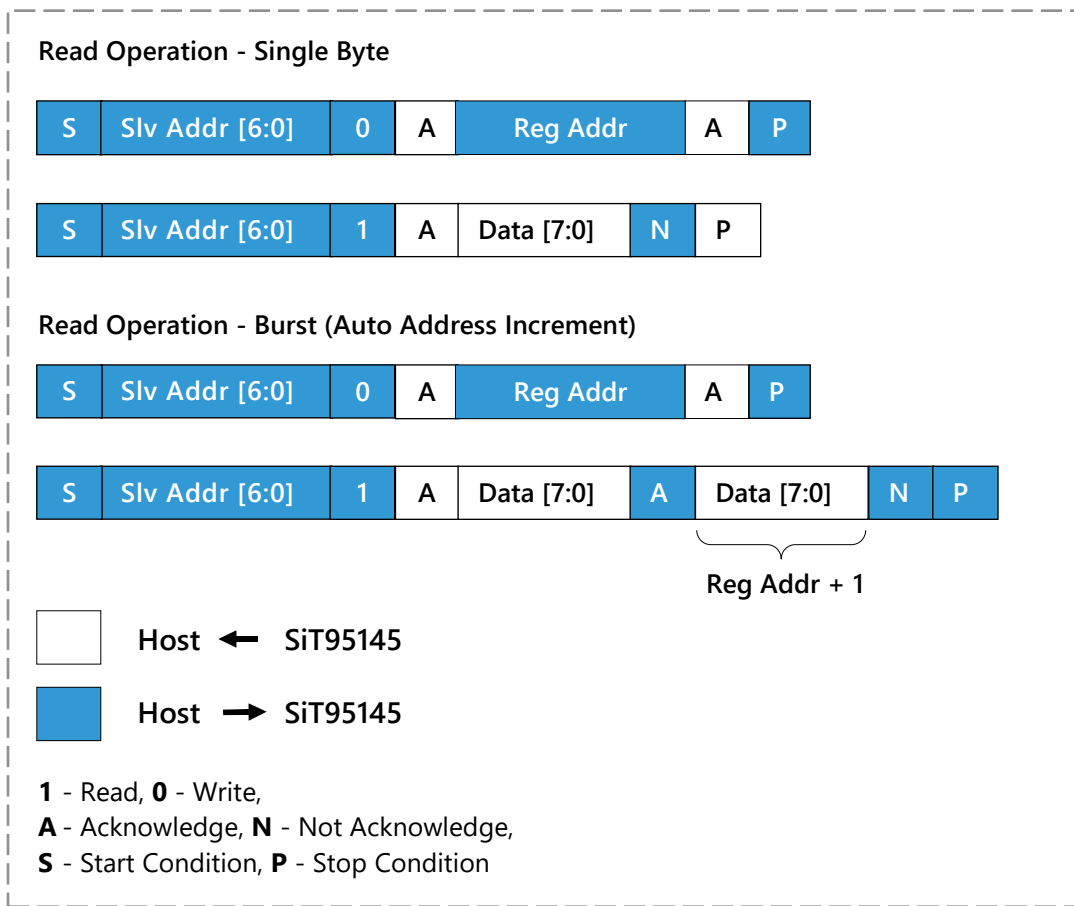 Read Operation - Single Byte
S Slv Addr [6:0] 0 A Reg Addr A P
S Slv Addr [6:0] 1 A Data [7:0] N P
Read Operation - Burst (Auto Address Increment)
S Slv Addr [6:0] 0 A Reg Addr A P
S Slv Addr [6:0] 1 A Data [7:0] A Data [7:0] N P
Reg Addr + 1
Host ← SiT95145
Host → SiT95145
1 - Read, 0 - Write,
A - Acknowledge, N - Not Acknowledge,
S - Start Condition, P - Stop Condition